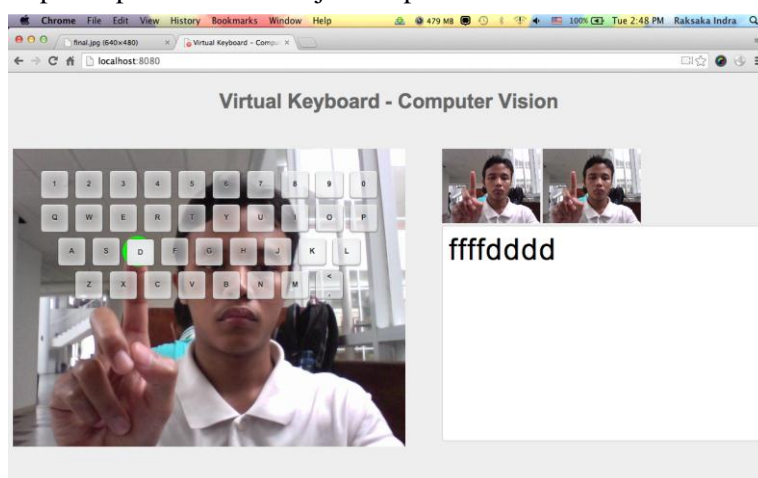 Chrome File Edit View History Bookmarks Window Help 479 MB 100% Tue 2:48 PM Raksaka Indra
final.jpg (640×480) Virtual Keyboard - Compu
localhost:8080
Virtual Keyboard - Computer Vision
1 2 3 4 5 6 7 8 9 0
Q W E R T Y U I O P
A S D F G H J K L
Z X C V B N M < .
ffffdddd